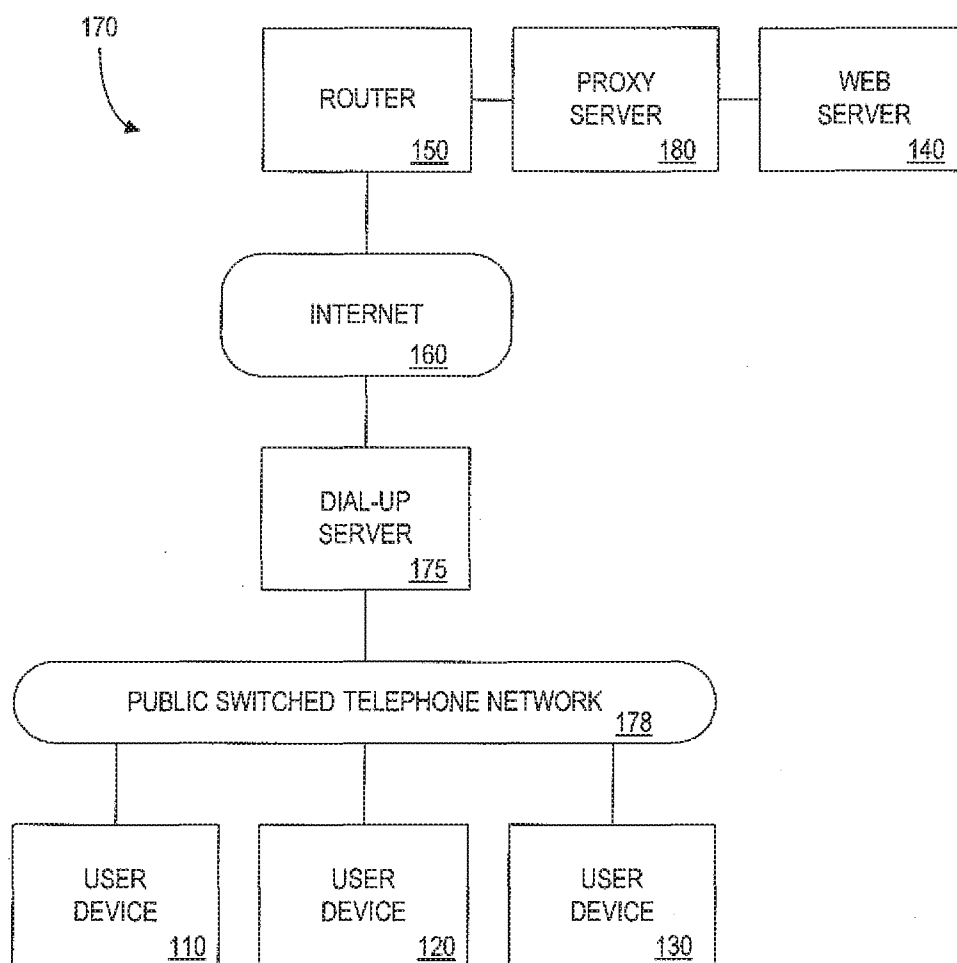 170
ROUTER
150
PROXY
SERVER
180
WEB
SERVER
140
INTERNET
160
DIAL-UP
SERVER
175
PUBLIC SWITCHED TELEPHONE NETWORK
178
USER
DEVICE
110
USER
DEVICE
120
USER
DEVICE
130